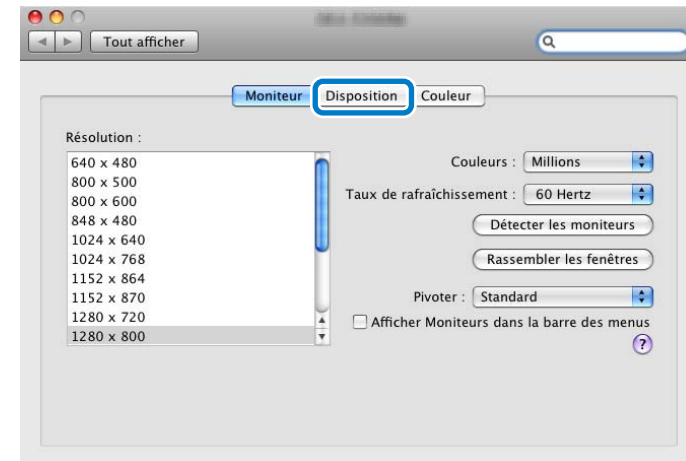 Tout afficher
Moniteur Disposition Couleur
Résolution :
640 x 480
800 x 500
800 x 600
848 x 480
1024 x 640
1024 x 768
1152 x 864
1152 x 870
1280 x 720
1280 x 800
Couleurs : Millions
Taux de rafraîchissement : 60 Hertz
Détecter les moniteurs
Rassembler les fenêtres
Pivoter : Standard
Afficher Moniteurs dans la barre des menus
?